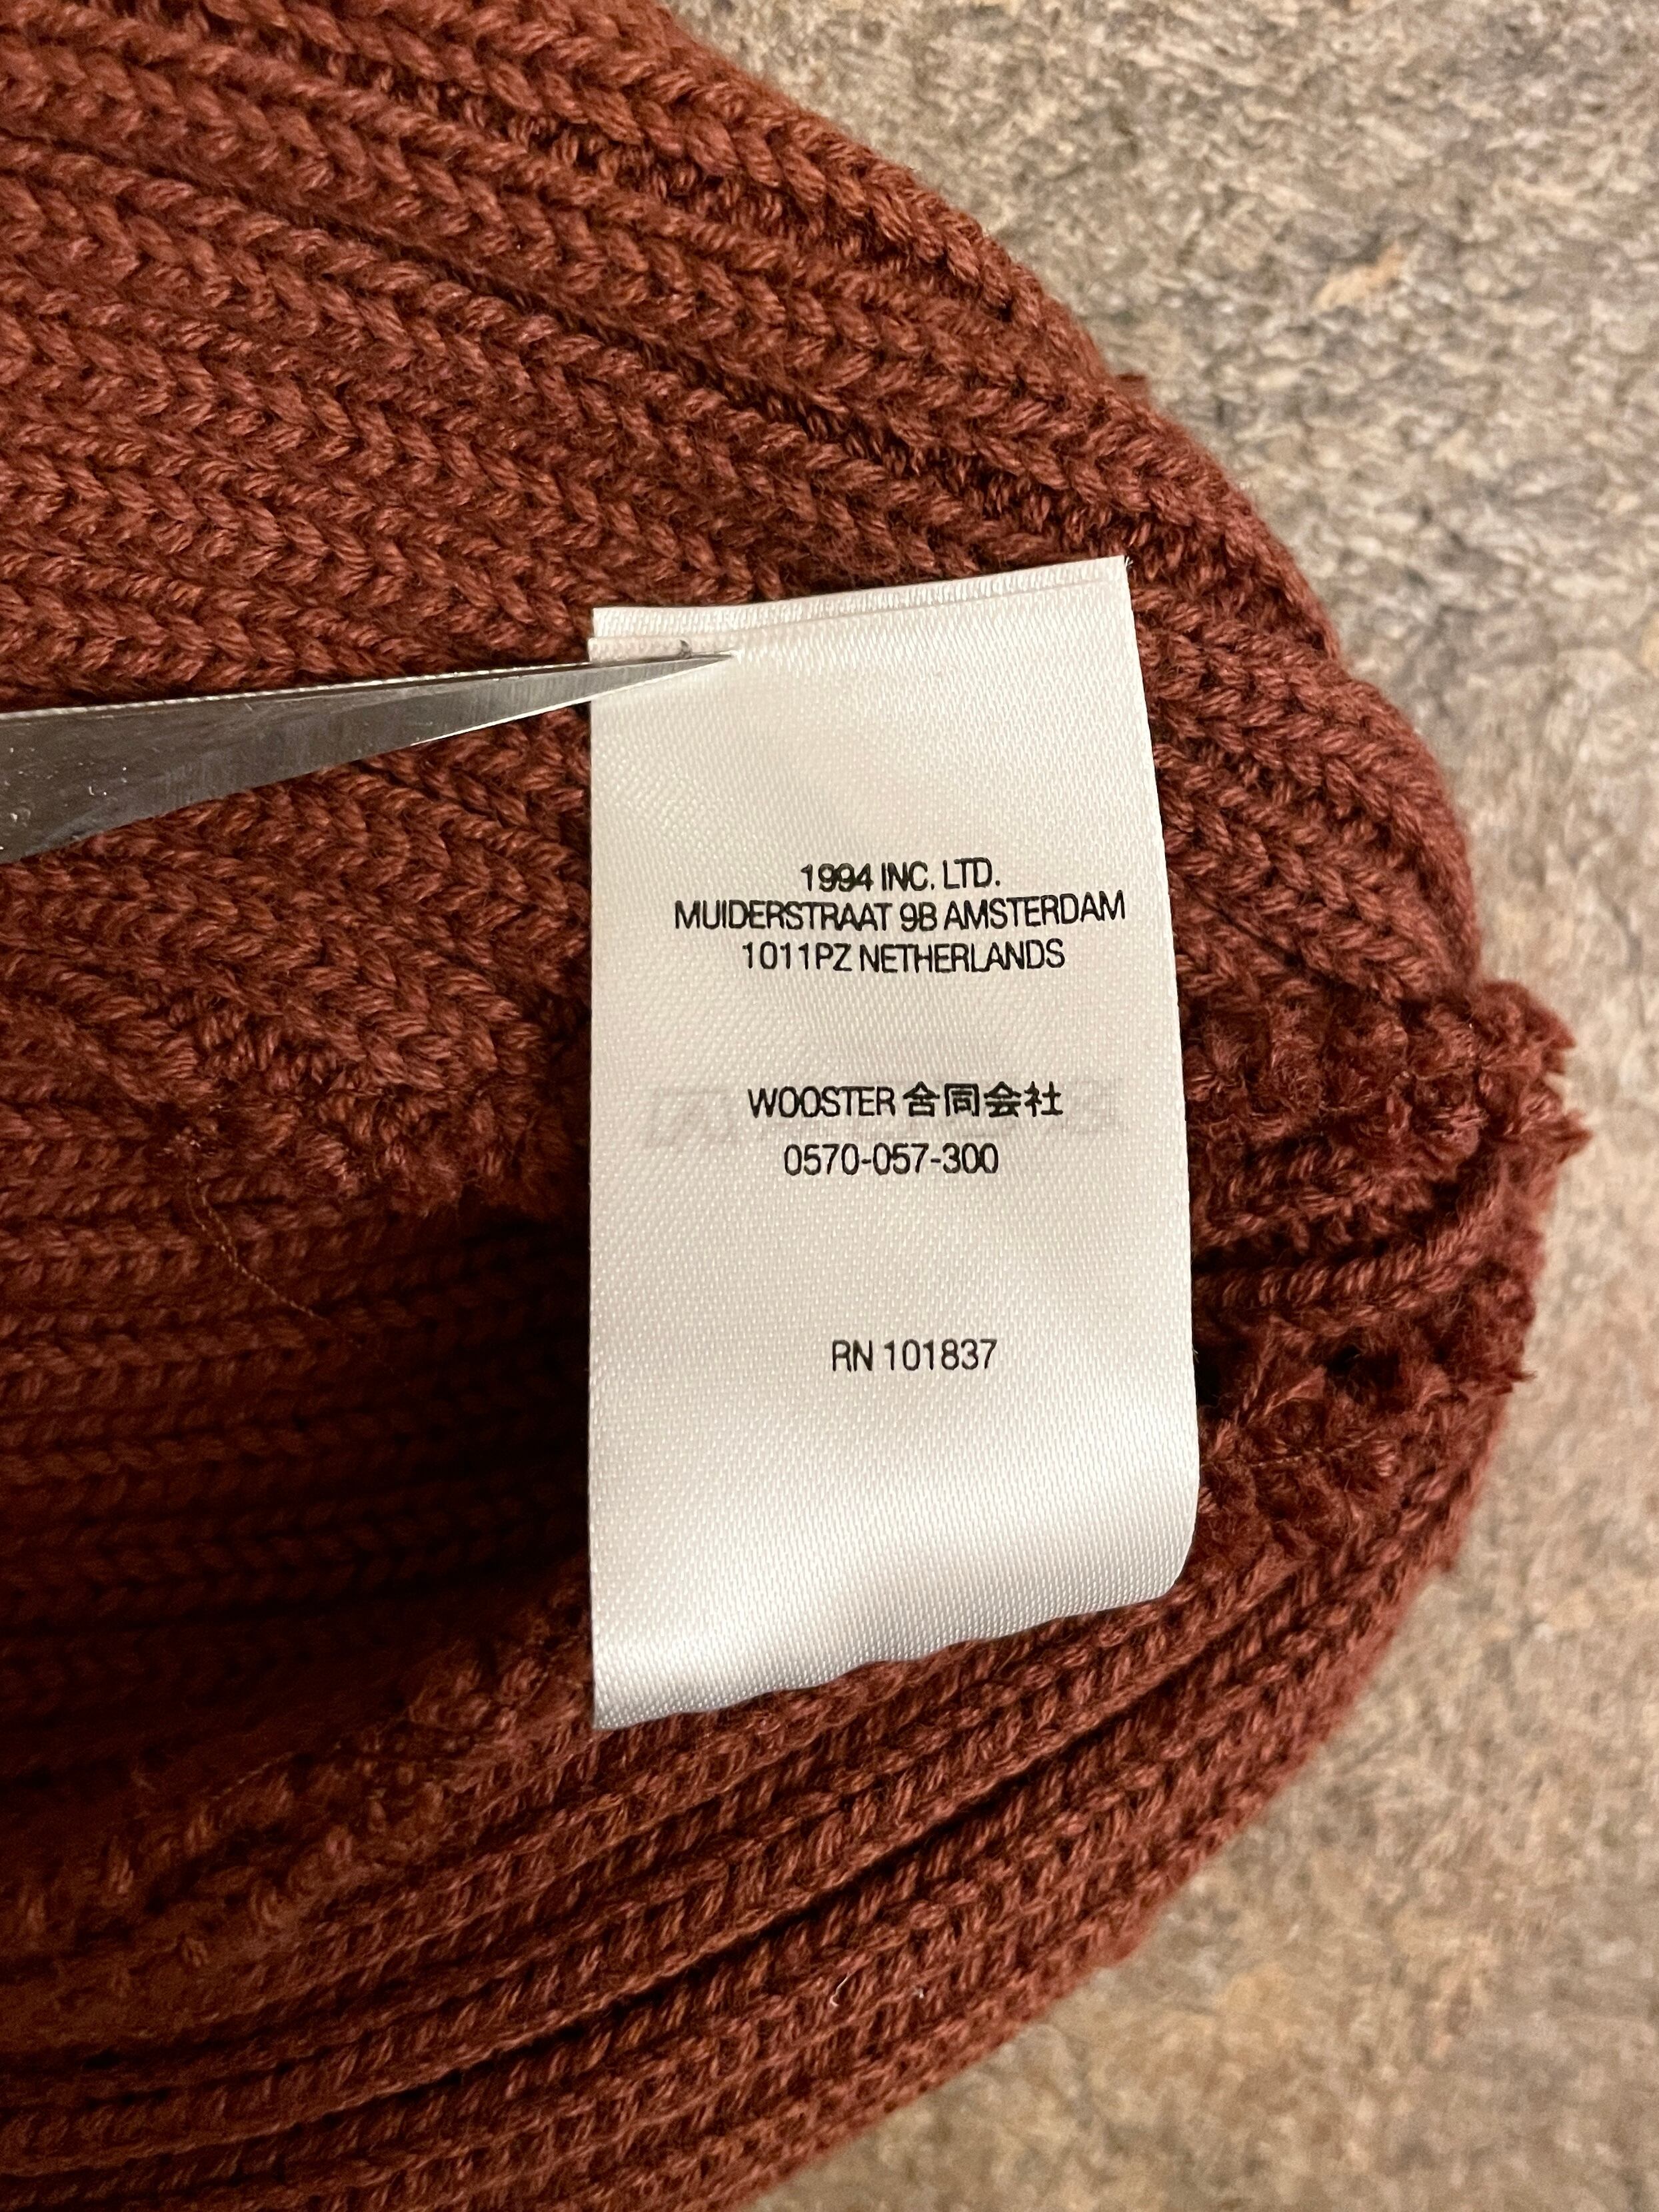 1994 INC. LTD.
MUIDERSTRAAT 9B AMSTERDAM
1011PZ NETHERLANDS
WOOSTER 合同会社
0570-057-300
RN 101837